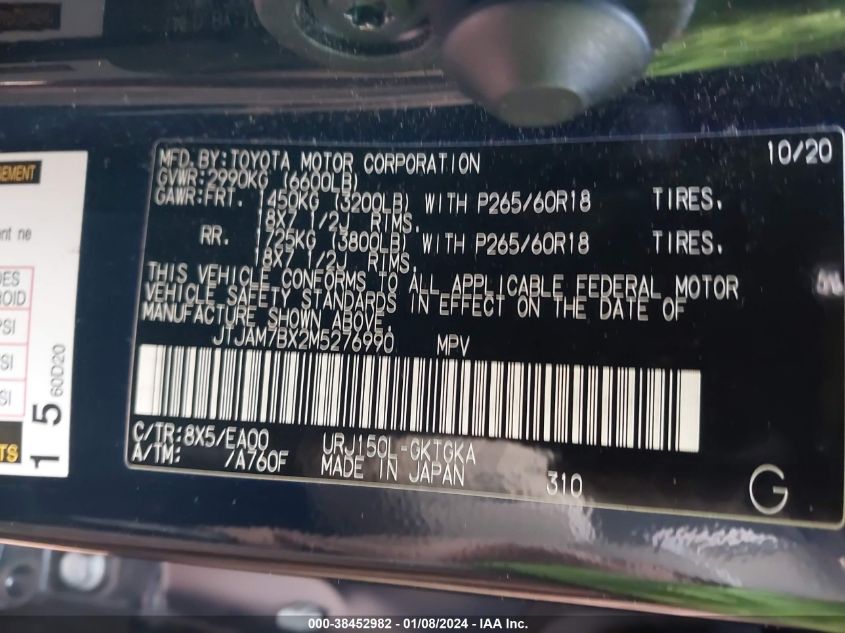 MFD. BY: TOYOTA MOTOR CORPORATION 10/20
GVWR: 2990KG (6600LB)
GAWR: FRT. 1450KG (3200LB) WITH P265/60R18 TIRES,
18X7 1/2J RIMS.
RR. 1725KG (3800LB) WITH P265/60R18 TIRES,
18X7 1/2J RIMS.
THIS VEHICLE CONFORMS TO ALL APPLICABLE FEDERAL MOTOR
VEHICLE SAFETY STANDARDS IN EFFECT ON THE DATE OF
MANUFACTURE SHOWN ABOVE.
JTJAM7BX2M5276990 MPV
C/TR: 8X5/EA00 URJ150L-GKTGKA
A/TM: /A760F MADE IN JAPAN 310 G
PSI
15
60D20
000-38452982 - 01/08/2024 - IAA Inc.